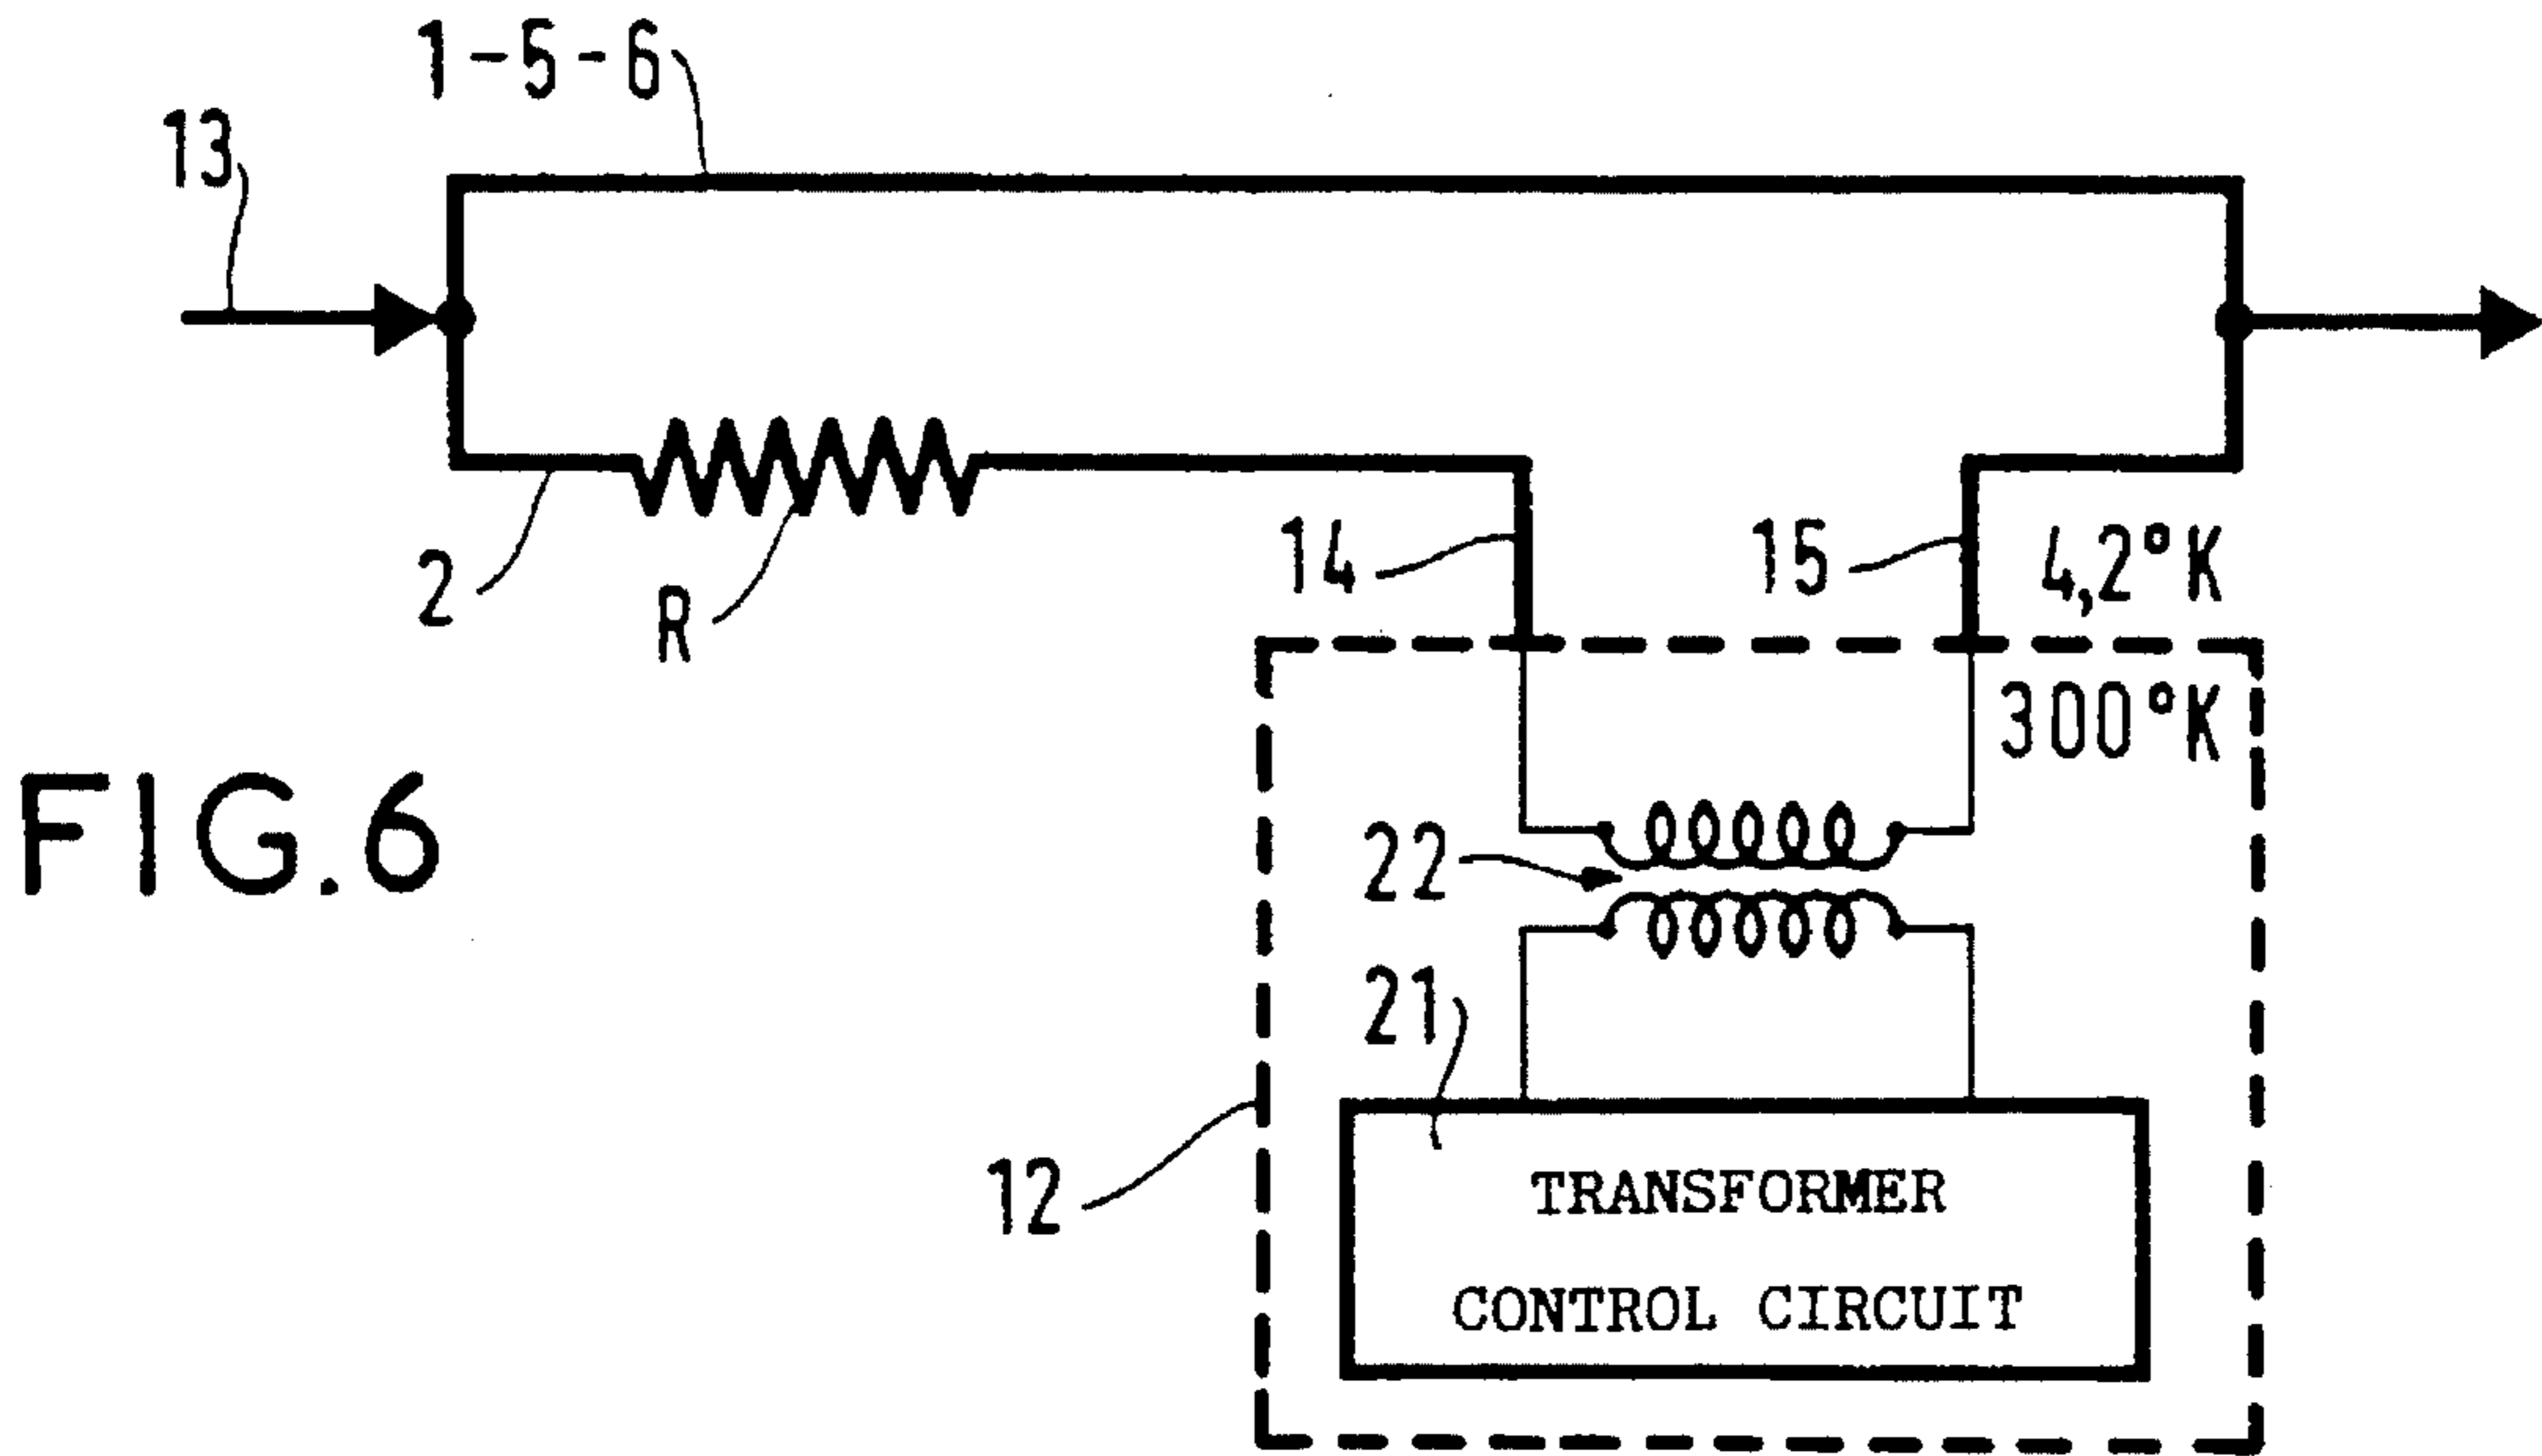 1-5-6
13
2
R
14
15
4,2°K
300°K
FIG.6
22
21
12
TRANSFORMER
CONTROL CIRCUIT